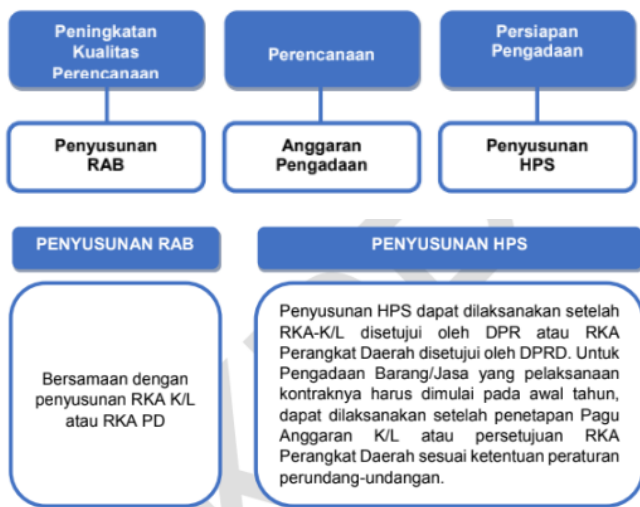 Peningkatan
Kualitas
Perencanaan
Perencanaan
Persiapan
Pengadaan
Penyusunan
RAB
Anggaran
Pengadaan
Penyusunan
HPS
PENYUSUNAN RAB
PENYUSUNAN HPS
Bersamaan dengan
penyusunan RKA K/L
atau RKA PD
Penyusunan HPS dapat dilaksanakan setelah
RKA-K/L disetujui oleh DPR atau RKA
Perangkat Daerah disetujui oleh DPRD. Untuk
Pengadaan Barang/Jasa yang pelaksanaan
kontraknya harus dimulai pada awal tahun,
dapat dilaksanakan setelah penetapan Pagu
Anggaran K/L atau persetujuan RKA
Perangkat Daerah sesuai ketentuan peraturan
perundang-undangan.